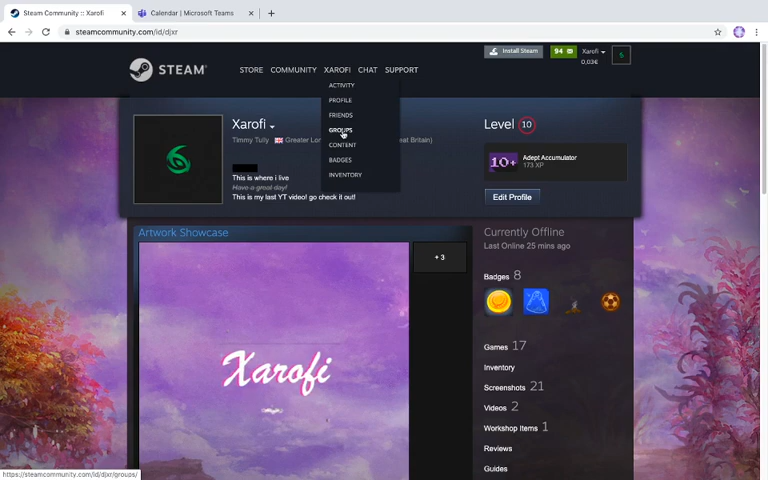 Steam Community :: Xarofi
Calendar | Microsoft Teams
steamcommunity.com/id/djxr
STEAM®
STORE COMMUNITY XAROFI CHAT SUPPORT
Install Steam
94
Xarofi
0,03€
ACTIVITY
PROFILE
FRIENDS
GROUPS
CONTENT
BADGES
INVENTORY
Xarofi
Timmy Tully Greater Lon eat Britain)
This is where i live
Have a great day!
This is my last YT video! go check it out!
Level 10
10+
Adept Accumulator
173 XP
Edit Profile
Artwork Showcase
+ 3
Xarofi
Currently Offline
Last Online 25 mins ago
Badges 8
Games 17
Inventory
Screenshots 21
Videos 2
Workshop Items 1
Reviews
Guides
https://steamcommunity.com/id/djxr/groups/